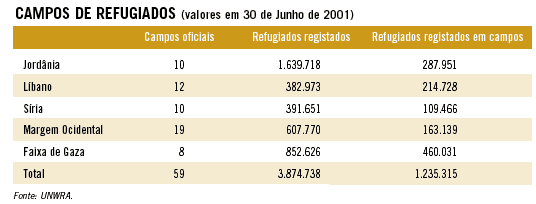 CAMPOS DE REFUGIADOS (valores em 30 de Junho de 2001)
Campos oficiais Refugiados registados Refugiados registados em campos
Jordânia 10 1.639.718 287.951
Líbano 12 382.973 214.728
Síria 10 391.651 109.466
Margem Ocidental 19 607.770 163.139
Faixa de Gaza 8 852.626 460.031
Total 59 3.874.738 1.235.315
Fonte: UNWRA.